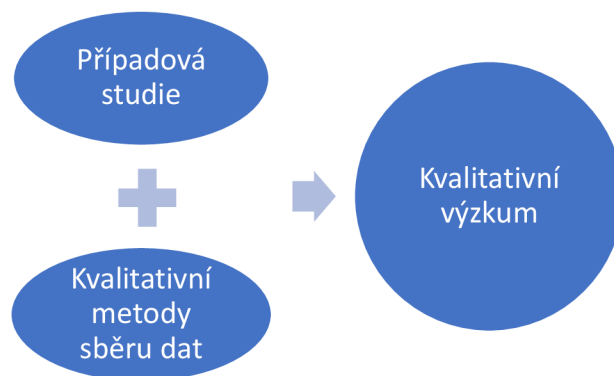 Případová
studie
Kvalitativní
metody
sběru dat
Kvalitativní
výzkum